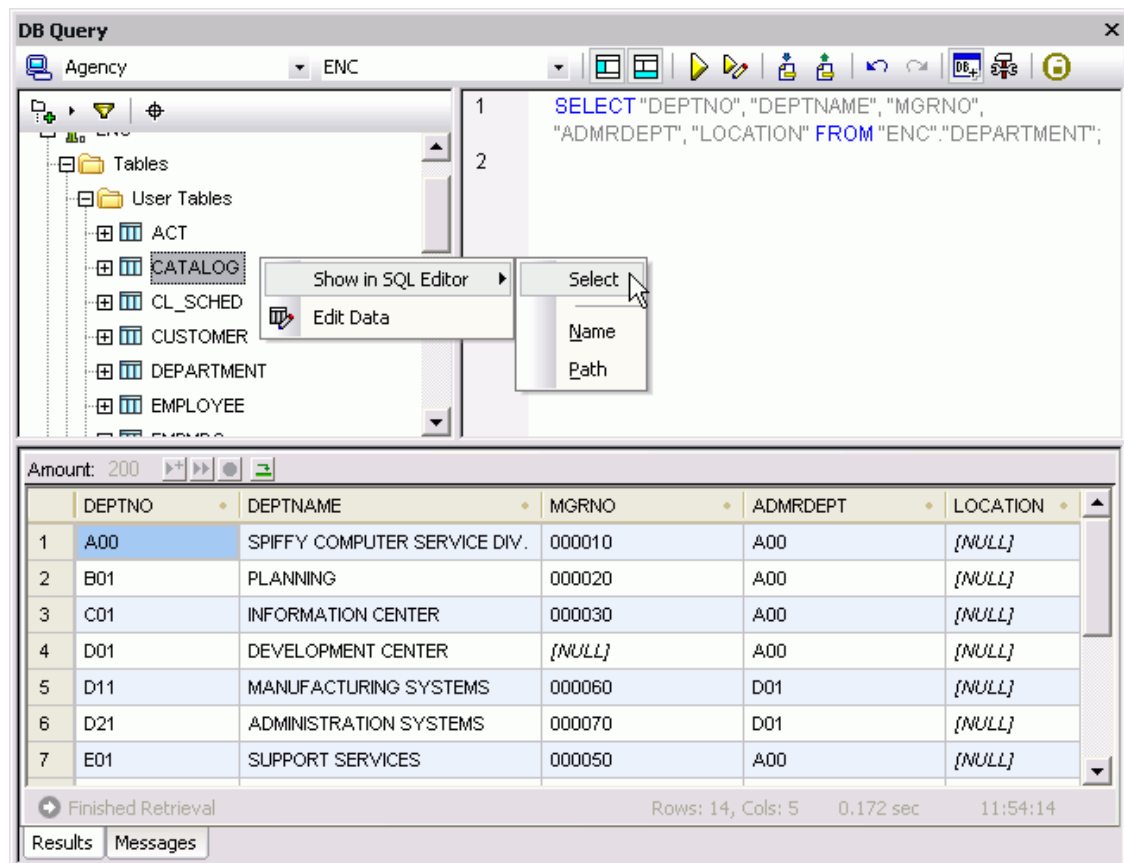 DB Query
Agency ENC
ENC
Tables
User Tables
ACT
CATALOG
CL_SCHED
CUSTOMER
DEPARTMENT
EMPLOYEE
1 SELECT "DEPTNO", "DEPTNAME", "MGRNO",
"ADMRDEPT", "LOCATION" FROM "ENC"."DEPARTMENT";
2
Show in SQL Editor
Edit Data
Select
Name
Path
Amount: 200
DEPTNO DEPTNAME MGRNO ADMRDEPT LOCATION
1 A00 SPIFFY COMPUTER SERVICE DIV. 000010 A00 [NULL]
2 B01 PLANNING 000020 A00 [NULL]
3 C01 INFORMATION CENTER 000030 A00 [NULL]
4 D01 DEVELOPMENT CENTER [NULL] A00 [NULL]
5 D11 MANUFACTURING SYSTEMS 000060 D01 [NULL]
6 D21 ADMINISTRATION SYSTEMS 000070 D01 [NULL]
7 E01 SUPPORT SERVICES 000050 A00 [NULL]
Finished Retrieval Rows: 14, Cols: 5 0.172 sec 11:54:14
Results Messages